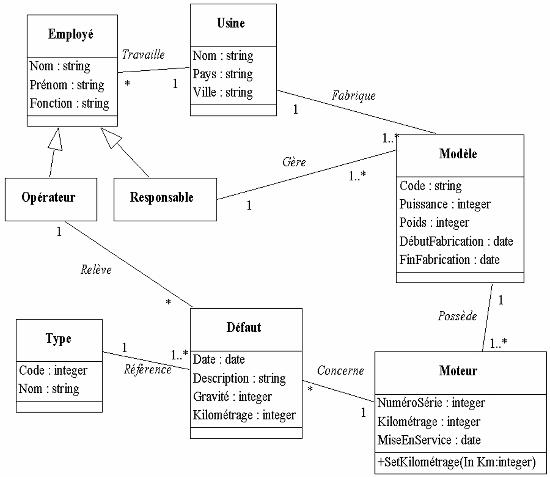 Employé
Nom : string
Prénom : string
Fonction : string
Travaille
*
1
Usine
Nom : string
Pays : string
Ville : string
1
Fabrique
1..*
Opérateur
Responsable
1
Gère
1..*
Modèle
Code : string
Puissance : integer
Poids : integer
DébutFabrication : date
FinFabrication : date
1
Relève
*
1
Possède
1..*
Type
Code : integer
Nom : string
1
Référence
1..*
Défaut
Date : date
Description : string
Gravité : integer
Kilométrage : integer
Concerne
*
1
Moteur
NuméroSérie : integer
Kilométrage : integer
MiseEnService : date
+SetKilométrage(In Km:integer)